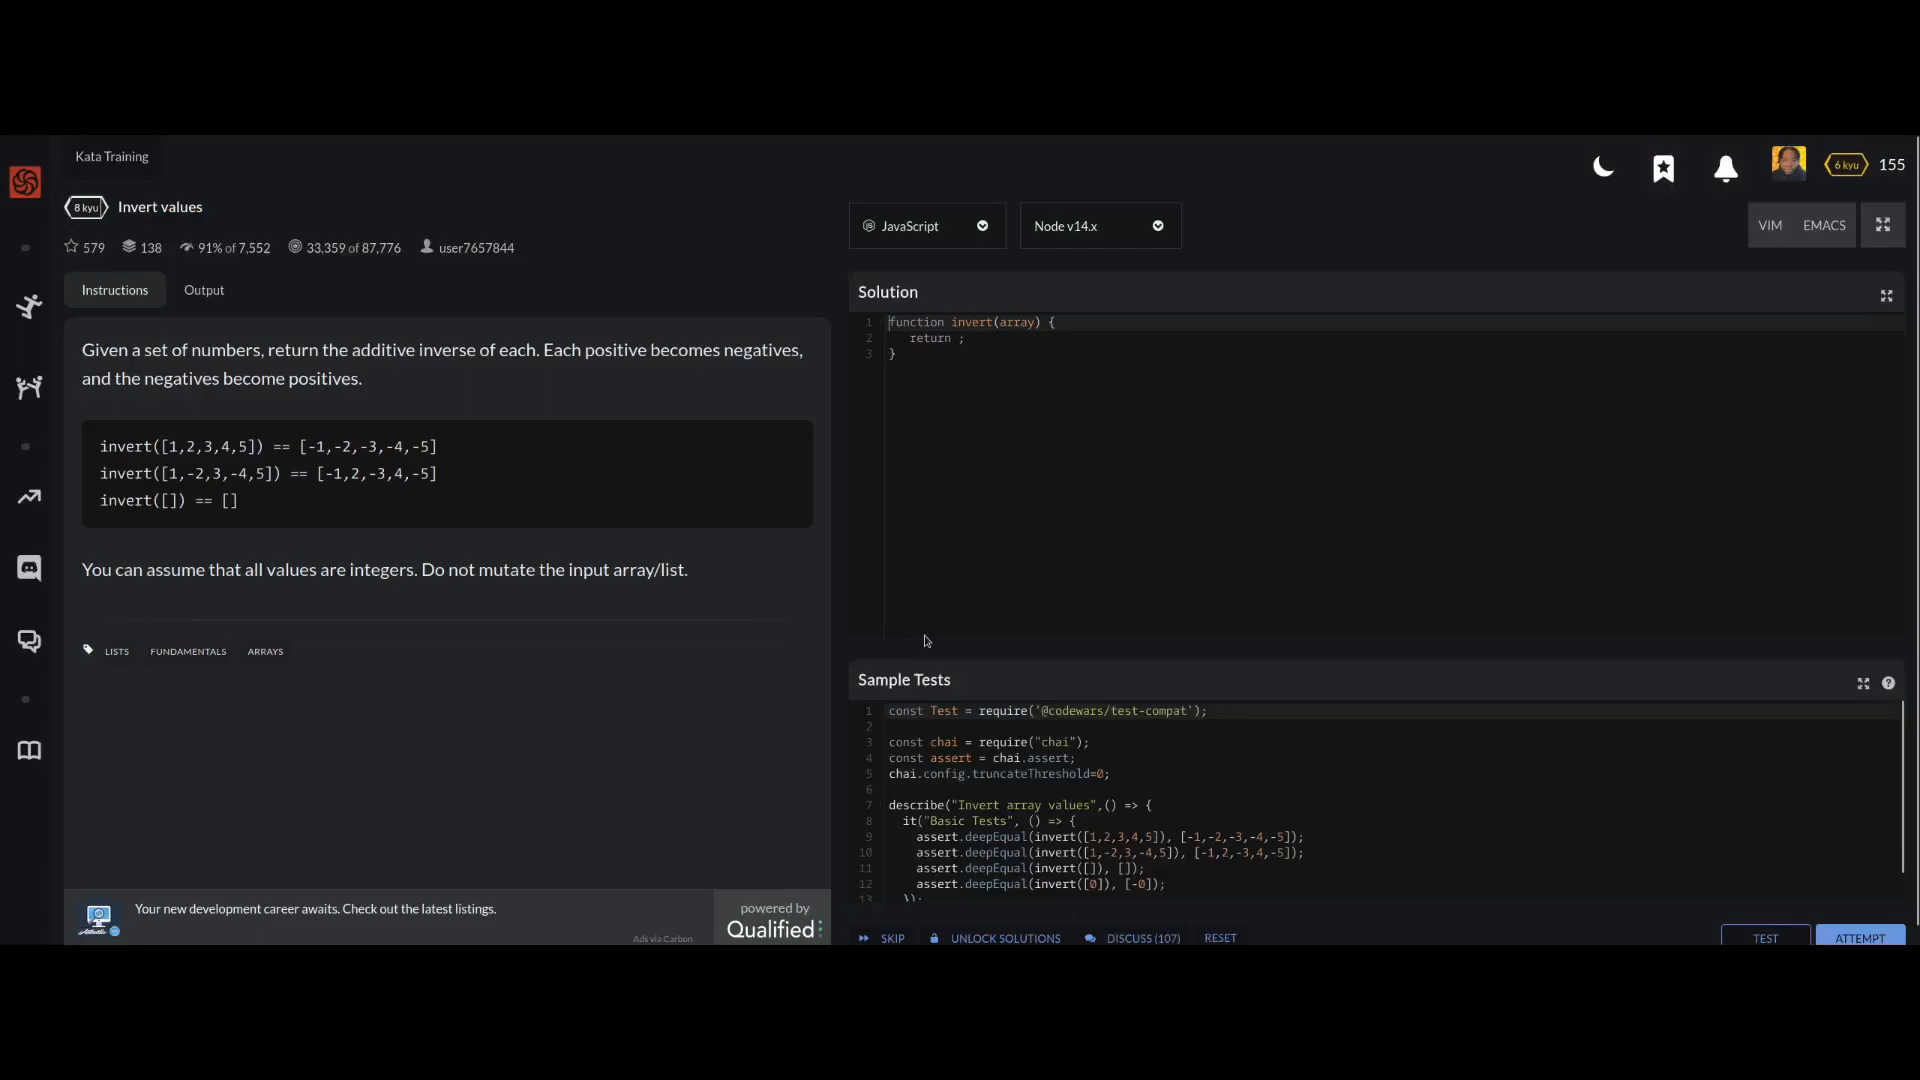 Kata Training
6 kyu 155
8 kyu Invert values
JavaScript
Node v14.x
VIM EMACS
579 138 91% of 7,552 33,359 of 87,776 user7657844
Instructions Output
Given a set of numbers, return the additive inverse of each. Each positive becomes negatives,
and the negatives become positives.
invert([1,2,3,4,5]) == [-1,-2,-3,-4,-5]
invert([1,-2,3,-4,5]) == [-1,2,-3,4,-5]
invert([]) == []
You can assume that all values are integers. Do not mutate the input array/list.
LISTS FUNDAMENTALS ARRAYS
Your new development career awaits. Check out the latest listings.
Ads via Carbon
powered by
Qualified
Solution
1 function invert(array) {
2 return ;
3 }
Sample Tests
1 const Test = require('@codewars/test-compat');
2
3 const chai = require("chai");
4 const assert = chai.assert;
5 chai.config.truncateThreshold=0;
6
7 describe("Invert array values",() => {
8 it("Basic Tests", () => {
9 assert.deepEqual(invert([1,2,3,4,5]), [-1,-2,-3,-4,-5]);
10 assert.deepEqual(invert([1,-2,3,-4,5]), [-1,2,-3,4,-5]);
11 assert.deepEqual(invert([]), []);
12 assert.deepEqual(invert([0]), [-0]);
13 });
SKIP UNLOCK SOLUTIONS DISCUSS (107) RESET TEST ATTEMPT